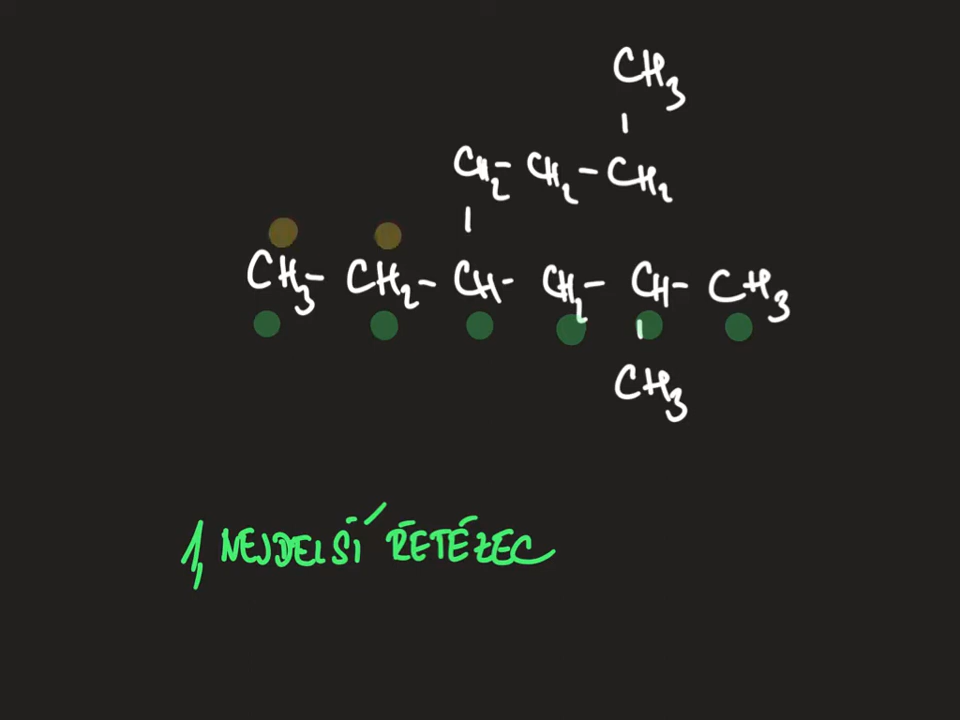 CH3
CH2 - CH2 - CH2
CH3 - CH2 - CH - CH2 - CH - CH3
CH3
1, NEJDELŠÍ ŘETĚZEC